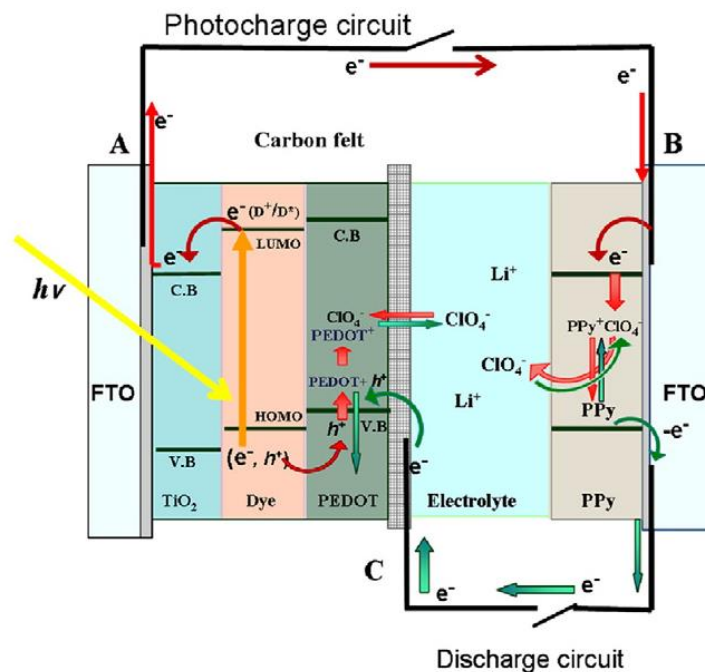 Photocharge circuit
e⁻
e⁻
e⁻
A
B
Carbon felt
e⁻ (D⁺/D*)
LUMO
C.B
e⁻
C.B
hν
e⁻
Li⁺
ClO₄⁻
PEDOT⁺
ClO₄⁻
PPy⁺ClO₄⁻
ClO₄⁻
PEDOT+ h⁺
FTO
FTO
HOMO
h⁺
V.B
Li⁺
PPy
-e⁻
V.B
(e⁻, h⁺)
e⁻
TiO₂
Dye
PEDOT
Electrolyte
PPy
C
e⁻
e⁻
e⁻
Discharge circuit